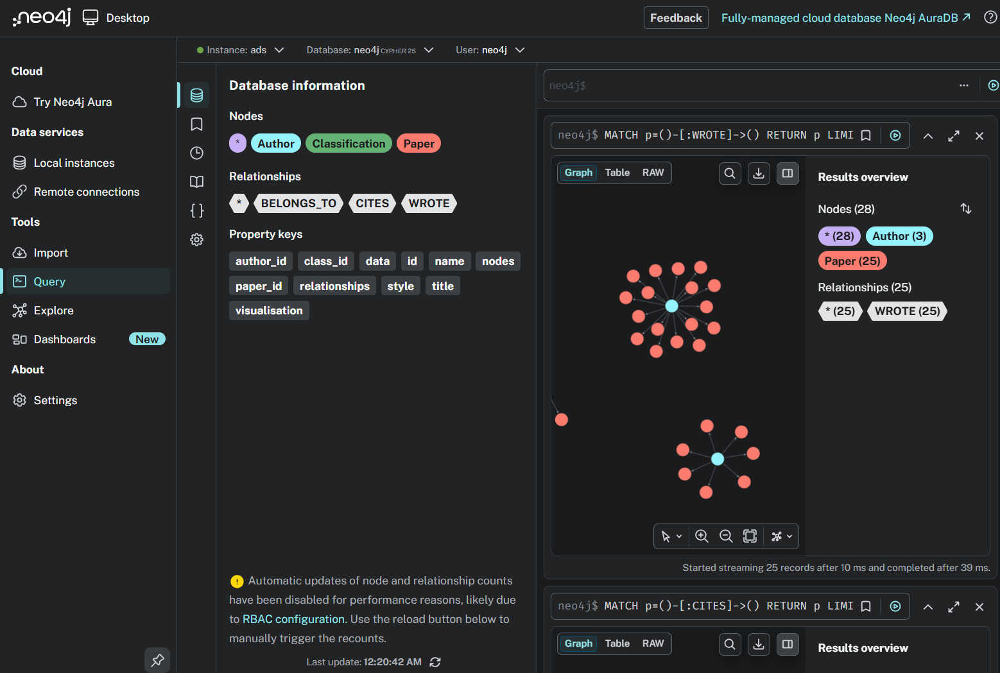 neo4j Desktop
Feedback
Fully-managed cloud database Neo4j AuraDB
Instance: ads
Database: neo4j CYPHER 25
User: neo4j
Cloud
Try Neo4j Aura
Data services
Local instances
Remote connections
Tools
Import
Query
Explore
Dashboards New
About
Settings
Database information
Nodes
* Author Classification Paper
Relationships
* BELONGS_TO CITES WROTE
Property keys
author_id class_id data id name nodes
paper_id relationships style title
visualisation
Automatic updates of node and relationship counts
have been disabled for performance reasons, likely due
to RBAC configuration. Use the reload button below to
manually trigger the recounts.
Last update: 12:20:42 AM
neo4j$
neo4j$ MATCH p=()-[:WROTE]->() RETURN p LIMI
Graph Table RAW
Results overview
Nodes (28)
* (28) Author (3)
Paper (25)
Relationships (25)
* (25) WROTE (25)
Started streaming 25 records after 10 ms and completed after 39 ms.
neo4j$ MATCH p=()-[:CITES]->() RETURN p LIMI
Graph Table RAW
Results overview